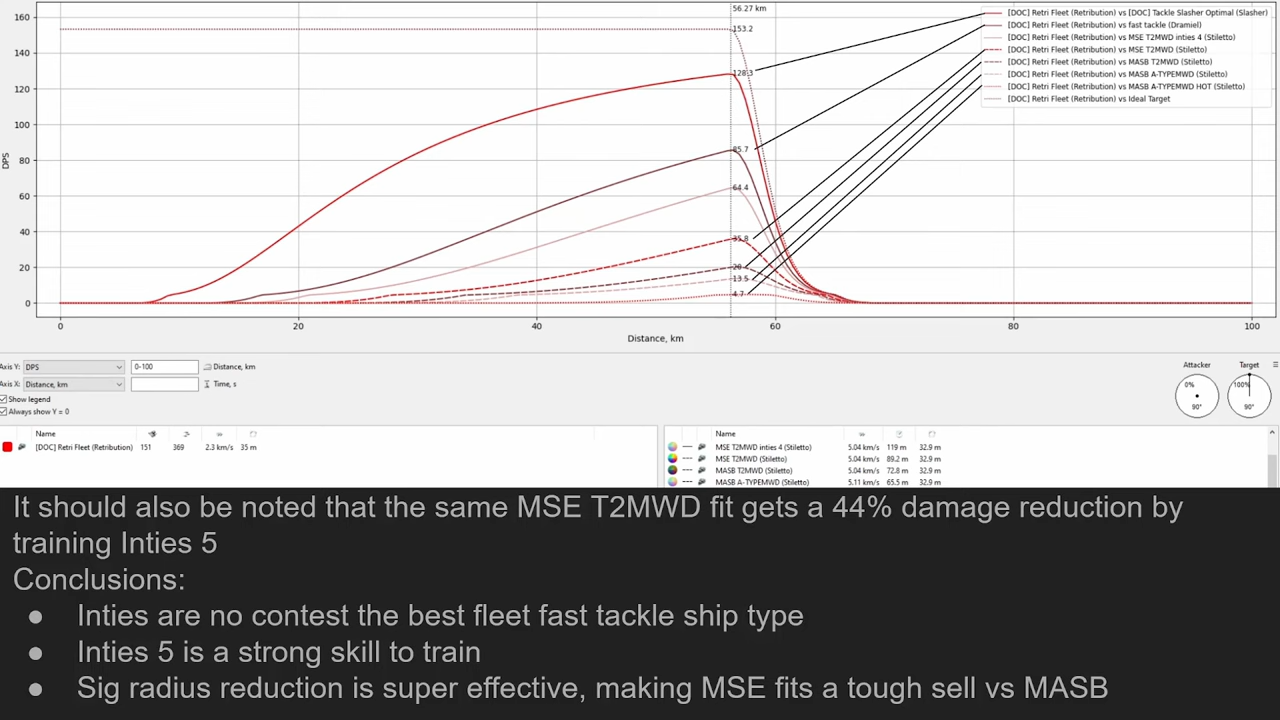 56.27 km
160
140
120
100
80
60
40
20
0
DPS
153.2
128.3
85.7
64.4
35.8
20
13.5
4.7
[DOC] Retri Fleet (Retribution) vs [DOC] Tackle Slasher Optimal (Slasher)
[DOC] Retri Fleet (Retribution) vs fast tackle (Dramiel)
[DOC] Retri Fleet (Retribution) vs MSE T2MWD inties 4 (Stiletto)
[DOC] Retri Fleet (Retribution) vs MSE T2MWD (Stiletto)
[DOC] Retri Fleet (Retribution) vs MASB T2MWD (Stiletto)
[DOC] Retri Fleet (Retribution) vs MASB A-TYPEMWD (Stiletto)
[DOC] Retri Fleet (Retribution) vs MASB A-TYPEMWD HOT (Stiletto)
[DOC] Retri Fleet (Retribution) vs Ideal Target
0 20 40 60 80 100
Distance, km
Axis Y: DPS 0-100 Distance, km
Axis X: Distance, km Time, s
Show legend
Always show Y = 0
Attacker Target
0% 100%
90° 90°
Name
[DOC] Retri Fleet (Retribution) 151 369 2.3 km/s 35 m
Name
MSE T2MWD inties 4 (Stiletto) 5.04 km/s 119 m 32.9 m
MSE T2MWD (Stiletto) 5.04 km/s 89.2 m 32.9 m
MASB T2MWD (Stiletto) 5.04 km/s 72.8 m 32.9 m
MASB A-TYPEMWD (Stiletto) 5.11 km/s 65.5 m 32.9 m
It should also be noted that the same MSE T2MWD fit gets a 44% damage reduction by
training Inties 5
Conclusions:
● Inties are no contest the best fleet fast tackle ship type
● Inties 5 is a strong skill to train
● Sig radius reduction is super effective, making MSE fits a tough sell vs MASB